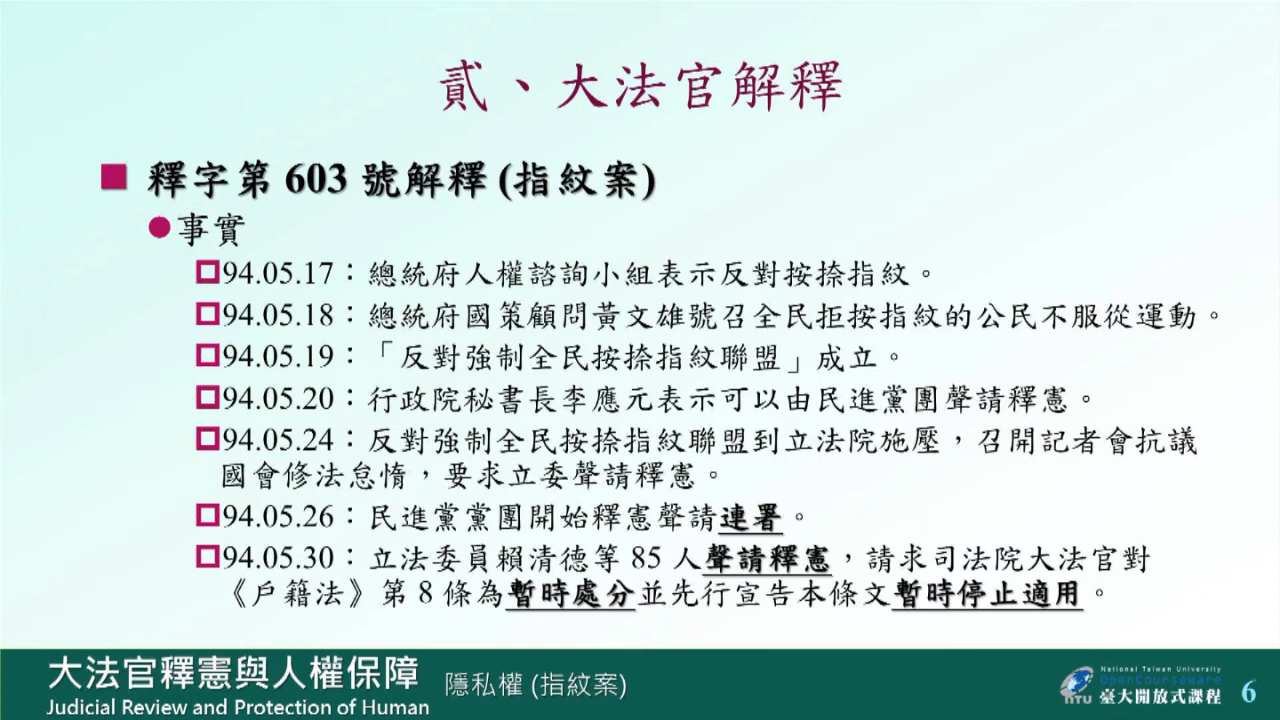 貳、大法官解釋
釋字第 603 號解釋 (指紋案)
事實
94.05.17：總統府人權諮詢小組表示反對按捺指紋。
94.05.18：總統府國策顧問黃文雄號召全民拒按指紋的公民不服從運動。
94.05.19：「反對強制全民按捺指紋聯盟」成立。
94.05.20：行政院秘書長李應元表示可以由民進黨團聲請釋憲。
94.05.24：反對強制全民按捺指紋聯盟到立法院施壓，召開記者會抗議
國會修法怠惰，要求立委聲請釋憲。
94.05.26：民進黨黨團開始釋憲聲請連署。
94.05.30：立法委員賴清德等 85 人聲請釋憲，請求司法院大法官對
《戶籍法》第 8 條為暫時處分並先行宣告本條文暫時停止適用。
大法官釋憲與人權保障 隱私權 (指紋案)
Judicial Review and Protection of Human
National Taiwan University
OpenCourseware
NTU 臺大開放式課程 6